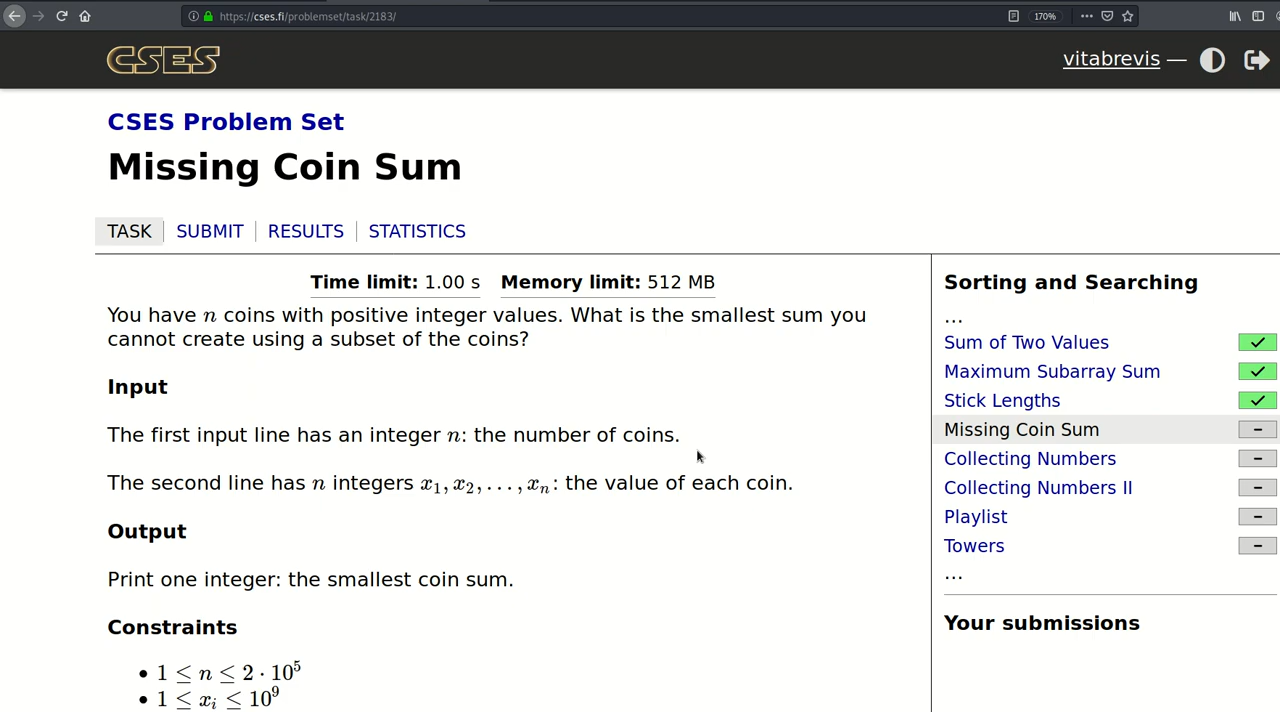 https://cses.fi/problemset/task/2183/
170%
CSES
vitabrevis —
CSES Problem Set
Missing Coin Sum
TASK
SUBMIT
RESULTS
STATISTICS
Time limit: 1.00 s Memory limit: 512 MB
You have n coins with positive integer values. What is the smallest sum you
cannot create using a subset of the coins?
Input
The first input line has an integer n: the number of coins.
The second line has n integers x₁, x₂, . . . , xₙ: the value of each coin.
Output
Print one integer: the smallest coin sum.
Constraints
• 1 ≤ n ≤ 2 · 10⁵
• 1 ≤ xᵢ ≤ 10⁹
Sorting and Searching
...
Sum of Two Values
Maximum Subarray Sum
Stick Lengths
Missing Coin Sum –
Collecting Numbers –
Collecting Numbers II –
Playlist –
Towers –
...
Your submissions